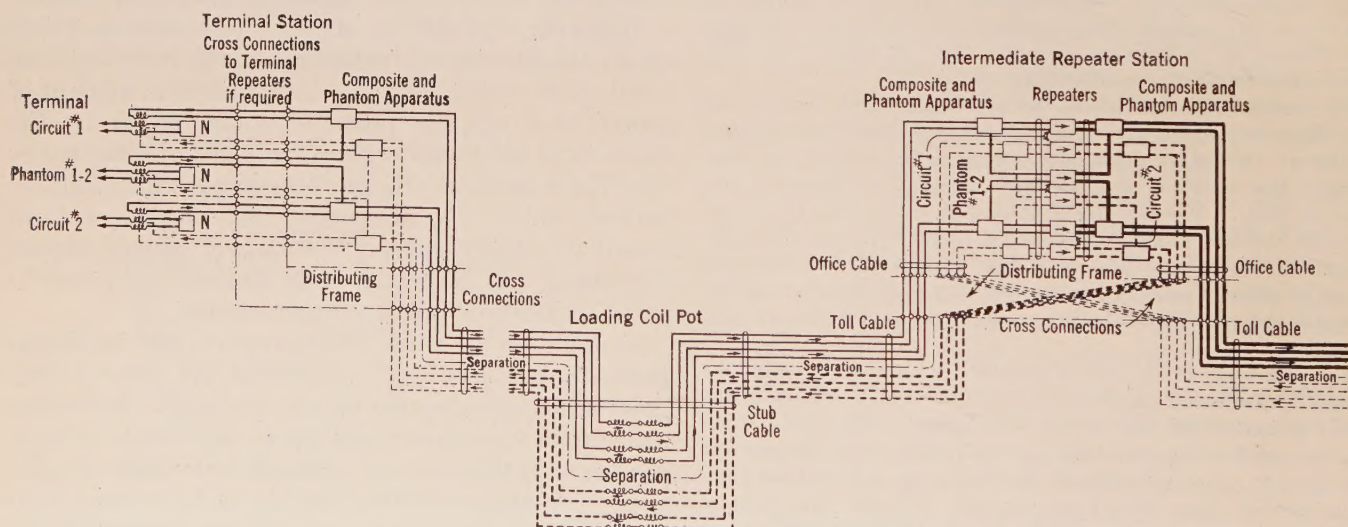 Terminal Station
Cross Connections
to Terminal
Repeaters
if required
Composite and
Phantom Apparatus
Terminal
Circuit #1
N
Phantom #1-2
N
Circuit #2
N
Distributing
Frame
Cross
Connections
Separation
Loading Coil Pot
Separation
Stub
Cable
Separation
Intermediate Repeater Station
Composite and
Phantom Apparatus
Repeaters
Composite and
Phantom Apparatus
Circuit #1
Phantom
#1-2
Circuit #2
Office Cable
Distributing Frame
Office Cable
Toll Cable
Cross Connections
Toll Cable
Separation